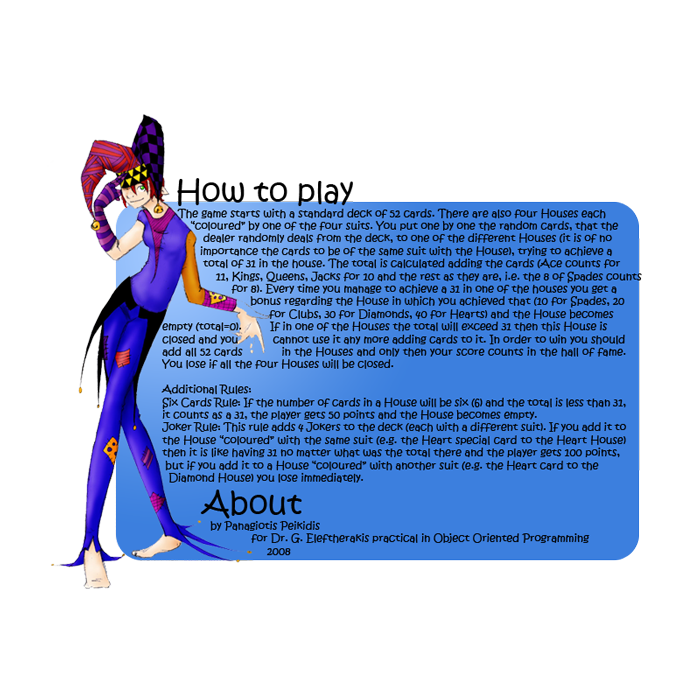 How to play
The game starts with a standard deck of 52 cards. There are also four Houses each
"coloured" by one of the four suits. You put one by one the random cards, that the
dealer randomly deals from the deck, to one of the different Houses (it is of no
importance the cards to be of the same suit with the House), trying to achieve a
total of 31 in the house. The total is calculated adding the cards (Ace counts for
11, Kings, Queens, Jacks for 10 and the rest as they are, i.e. the 8 of Spades counts
for 8). Every time you manage to achieve a 31 in one of the houses you get a
bonus regarding the House in which you achieved that (10 for Spades, 20
for Clubs, 30 for Diamonds, 40 for Hearts) and the House becomes
empty (total=0). If in one of the Houses the total will exceed 31 then this House is
closed and you cannot use it any more adding cards to it. In order to win you should
add all 52 cards in the Houses and only then your score counts in the hall of fame.
You lose if all the four Houses will be closed.
Additional Rules:
Six Cards Rule: If the number of cards in a House will be six (6) and the total is less than 31,
it counts as a 31, the player gets 50 points and the House becomes empty.
Joker Rule: This rule adds 4 Jokers to the deck (each with a different suit). If you add it to
the House "coloured" with the same suit (e.g. the Heart special card to the Heart House)
then it is like having 31 no matter what was the total there and the player gets 100 points,
but if you add it to a House "coloured" with another suit (e.g. the Heart card to the
Diamond House) you lose immediately.
About
by Panagiotis Peikidis
for Dr. G. Eleftherakis practical in Object Oriented Programming
2008